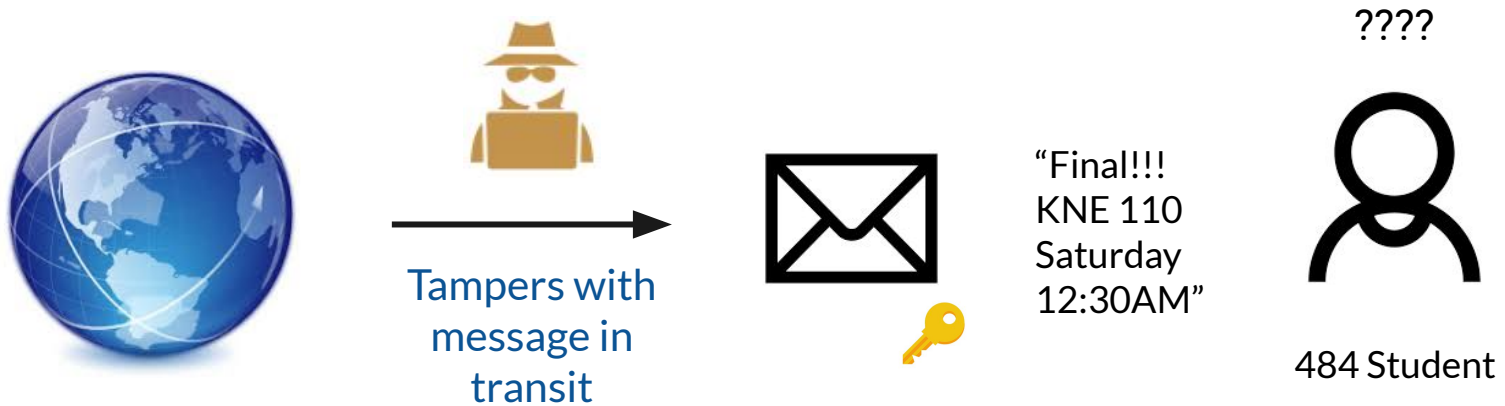 Tampers with
message in
transit
“Final!!!
KNE 110
Saturday
12:30AM”
????
484 Student